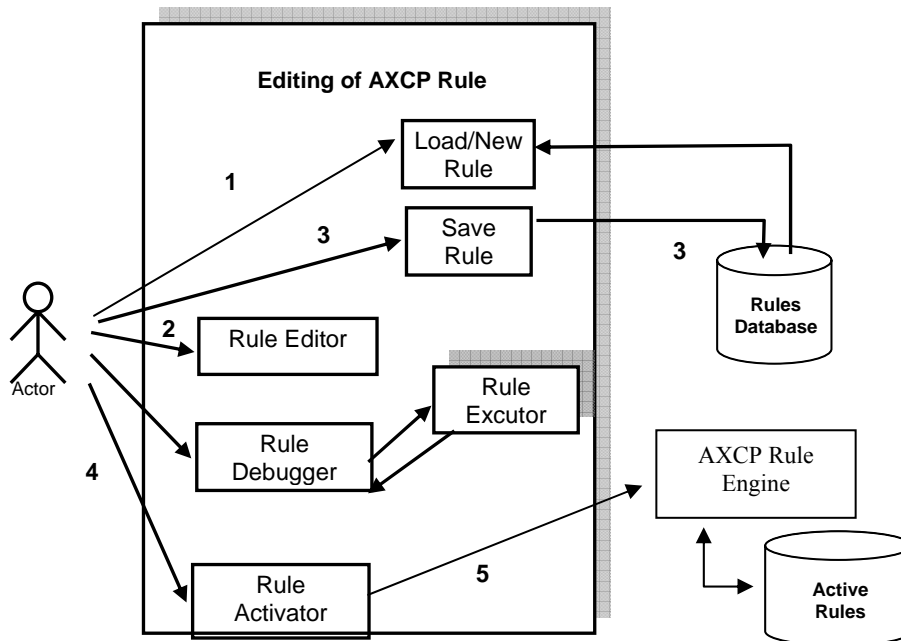 Editing of AXCP Rule
Load/New
Rule
1
3
Save
Rule
3
Rules
Database
2
Rule Editor
Actor
Rule
Excutor
Rule
Debugger
4
AXCP Rule
Engine
5
Rule
Activator
Active
Rules